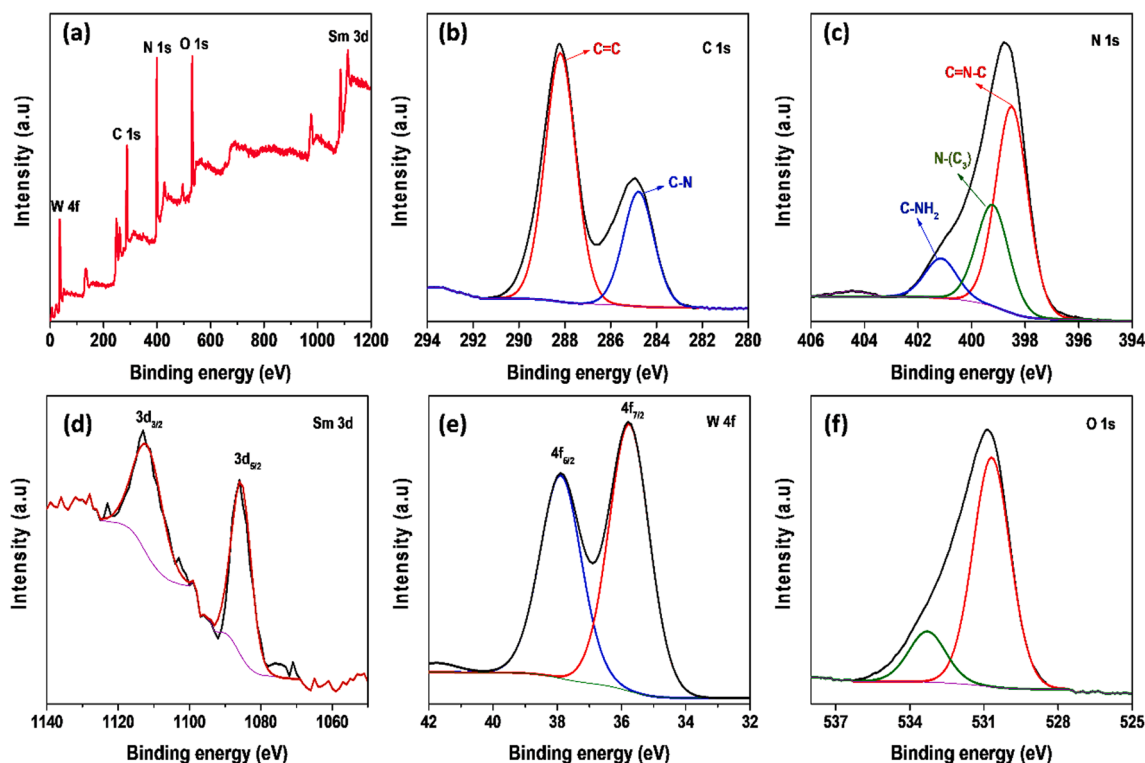 (a)
W 4f
C 1s
N 1s
O 1s
Sm 3d
Intensity (a.u)
0 200 400 600 800 1000 1200
Binding energy (eV)
(b)
C 1s
C=C
C-N
Intensity (a.u)
294 292 290 288 286 284 282 280
Binding energy (eV)
(c)
N 1s
C=N-C
N-(C3)
C-NH2
Intensity (a.u)
406 404 402 400 398 396 394
Binding energy (eV)
(d)
Sm 3d
3d3/2
3d5/2
Intensity (a.u)
1140 1120 1100 1080 1060
Binding energy (eV)
(e)
W 4f
4f7/2
4f5/2
Intensity (a.u)
42 40 38 36 34 32
Binding energy (eV)
(f)
O 1s
Intensity (a.u)
537 534 531 528 525
Binding energy (eV)